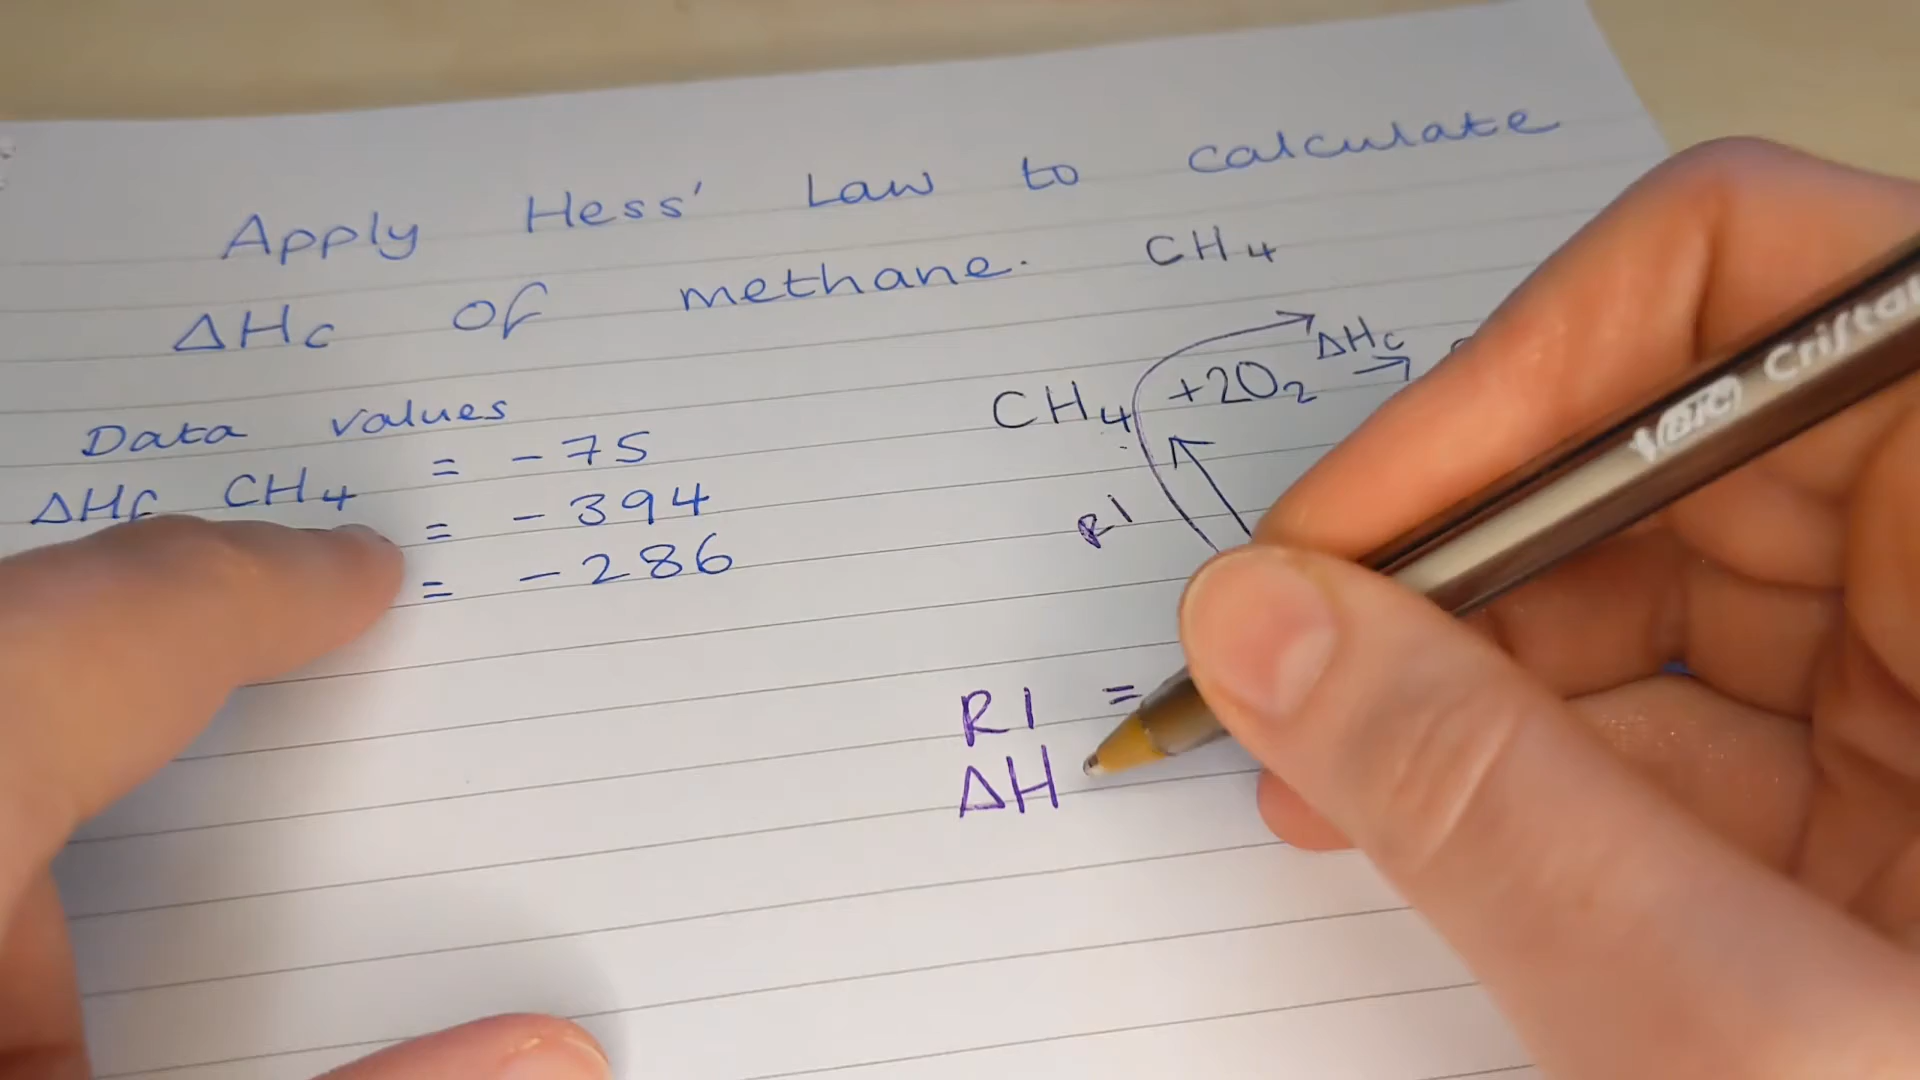 Apply Hess' Law to calculate
ΔHc of methane. CH4
Data values
ΔHf CH4 = -75
= -394
= -286
ΔHc
CH4 +2O2 →
R1
R1 =
ΔH
BIC Cristal